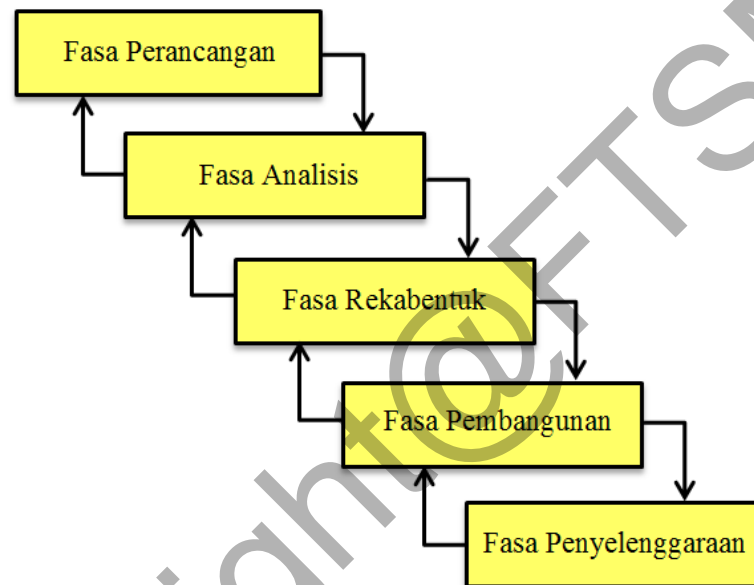 Fasa Perancangan
Fasa Analisis
Fasa Rekabentuk
Fasa Pembangunan
Fasa Penyelenggaraan